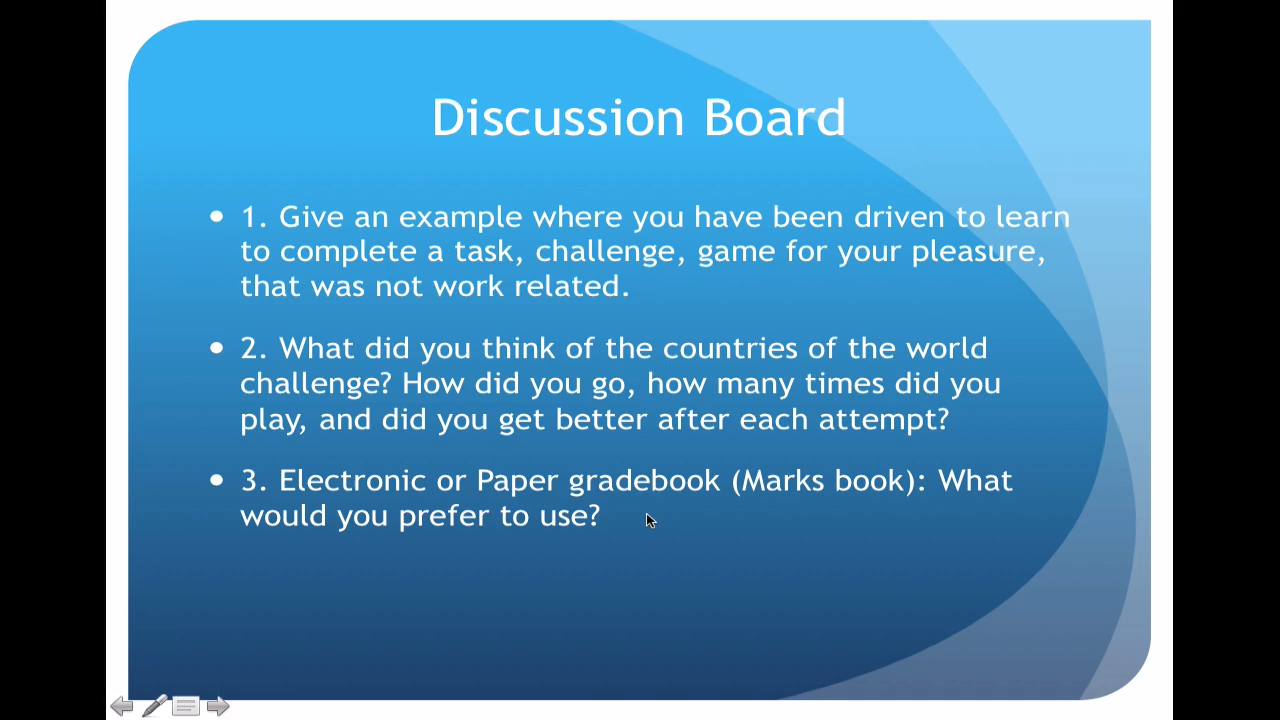 Discussion Board
• 1. Give an example where you have been driven to learn
to complete a task, challenge, game for your pleasure,
that was not work related.
• 2. What did you think of the countries of the world
challenge? How did you go, how many times did you
play, and did you get better after each attempt?
• 3. Electronic or Paper gradebook (Marks book): What
would you prefer to use?